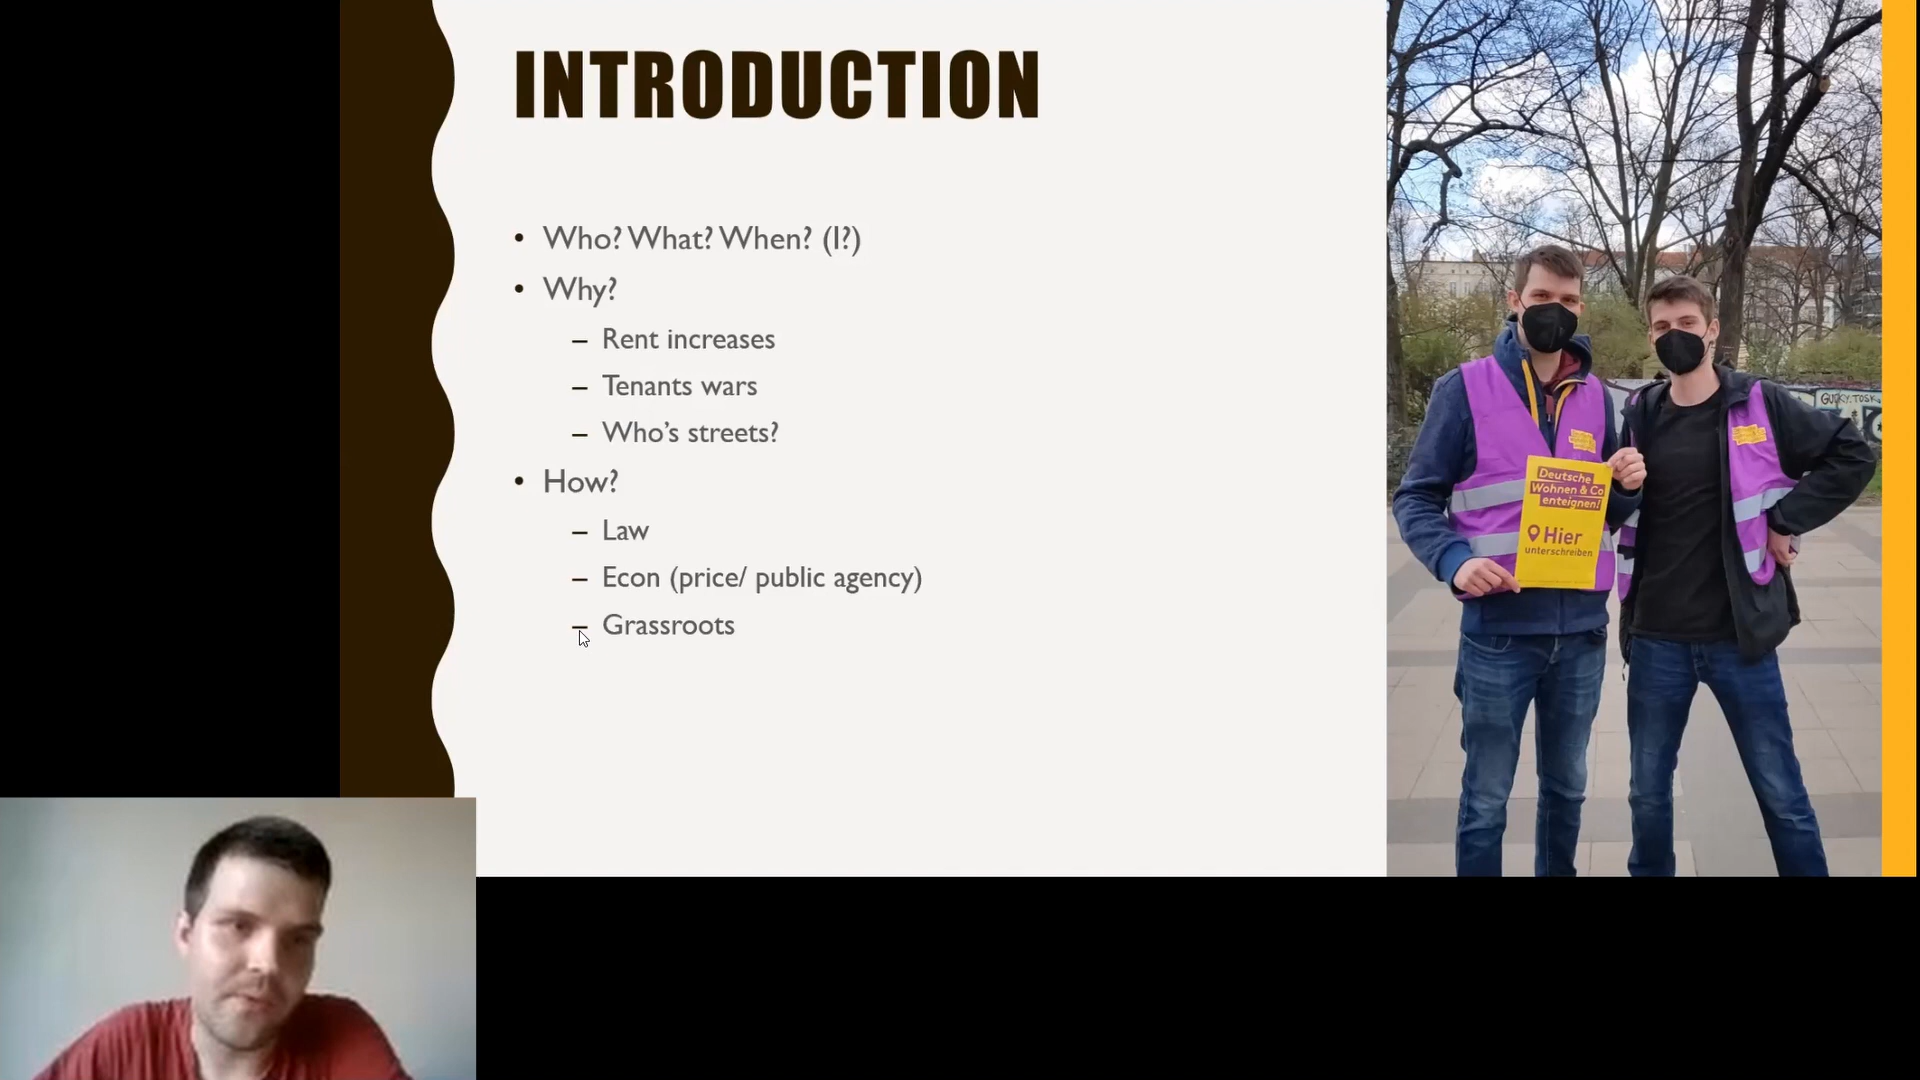 INTRODUCTION
• Who? What? When? (I?)
• Why?
– Rent increases
– Tenants wars
– Who's streets?
• How?
– Law
– Econ (price/ public agency)
– Grassroots
Deutsche
Wohnen & Co
enteignen!
Hier
unterschreiben